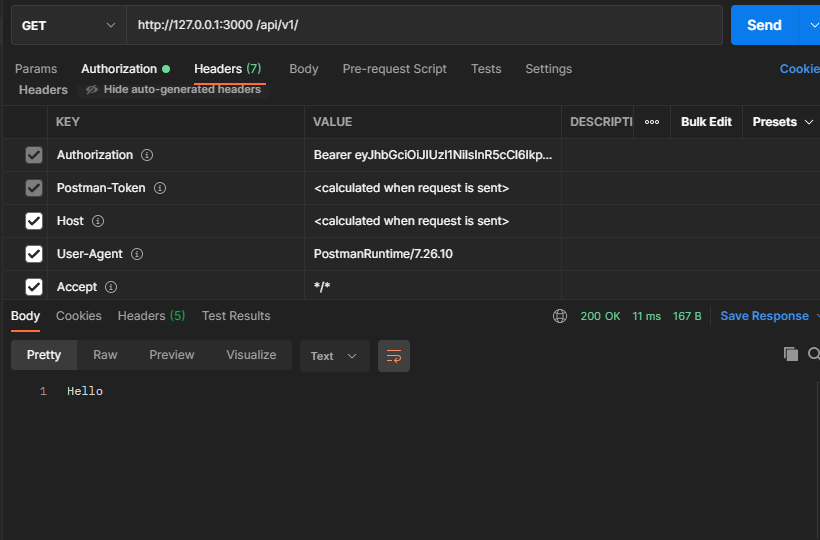 GET http://127.0.0.1:3000 /api/v1/ Send
Params Authorization Headers (7) Body Pre-request Script Tests Settings Cookie
Headers Hide auto-generated headers
KEY VALUE DESCRIPTI ooo Bulk Edit Presets
Authorization Bearer eyJhbGciOiJIUzI1NiIsInR5cCI6Ikp...
Postman-Token <calculated when request is sent>
Host <calculated when request is sent>
User-Agent PostmanRuntime/7.26.10
Accept */*
Body Cookies Headers (5) Test Results 200 OK 11 ms 167 B Save Response
Pretty Raw Preview Visualize Text
1 Hello